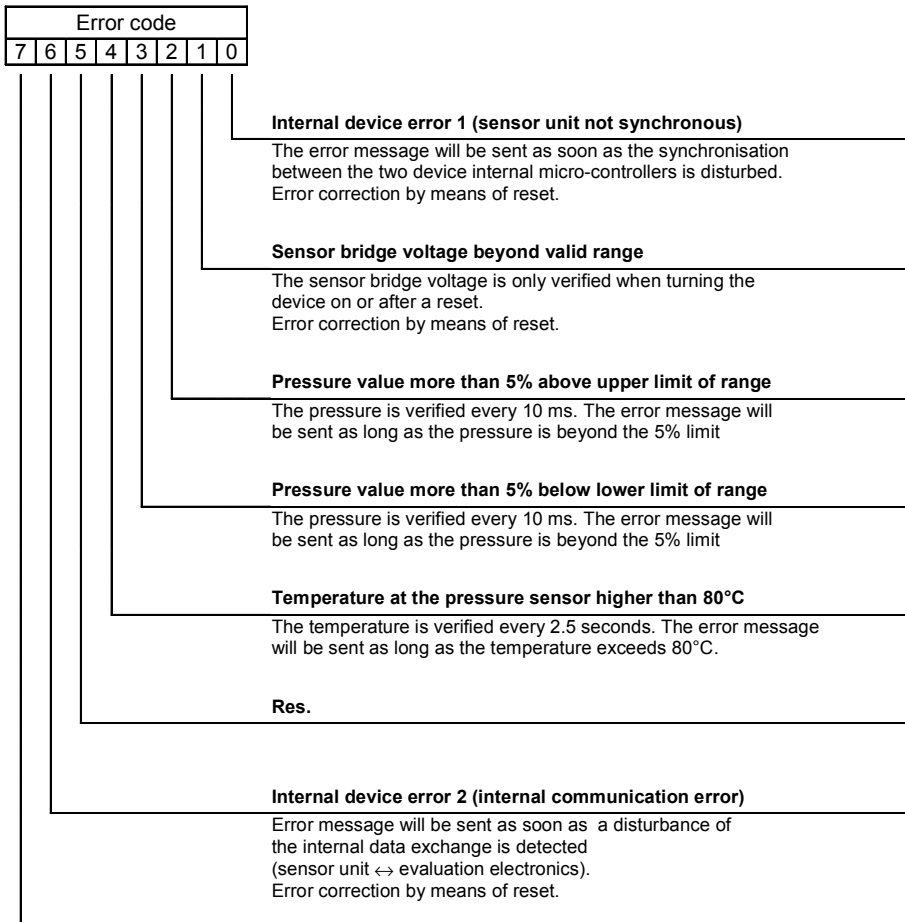 Error code
7 6 5 4 3 2 1 0
Internal device error 1 (sensor unit not synchronous)
The error message will be sent as soon as the synchronisation
between the two device internal micro-controllers is disturbed.
Error correction by means of reset.
Sensor bridge voltage beyond valid range
The sensor bridge voltage is only verified when turning the
device on or after a reset.
Error correction by means of reset.
Pressure value more than 5% above upper limit of range
The pressure is verified every 10 ms. The error message will
be sent as long as the pressure is beyond the 5% limit
Pressure value more than 5% below lower limit of range
The pressure is verified every 10 ms. The error message will
be sent as long as the pressure is beyond the 5% limit
Temperature at the pressure sensor higher than 80°C
The temperature is verified every 2.5 seconds. The error message
will be sent as long as the temperature exceeds 80°C.
Res.
Internal device error 2 (internal communication error)
Error message will be sent as soon as  a disturbance of
the internal data exchange is detected
(sensor unit ↔ evaluation electronics).
Error correction by means of reset.